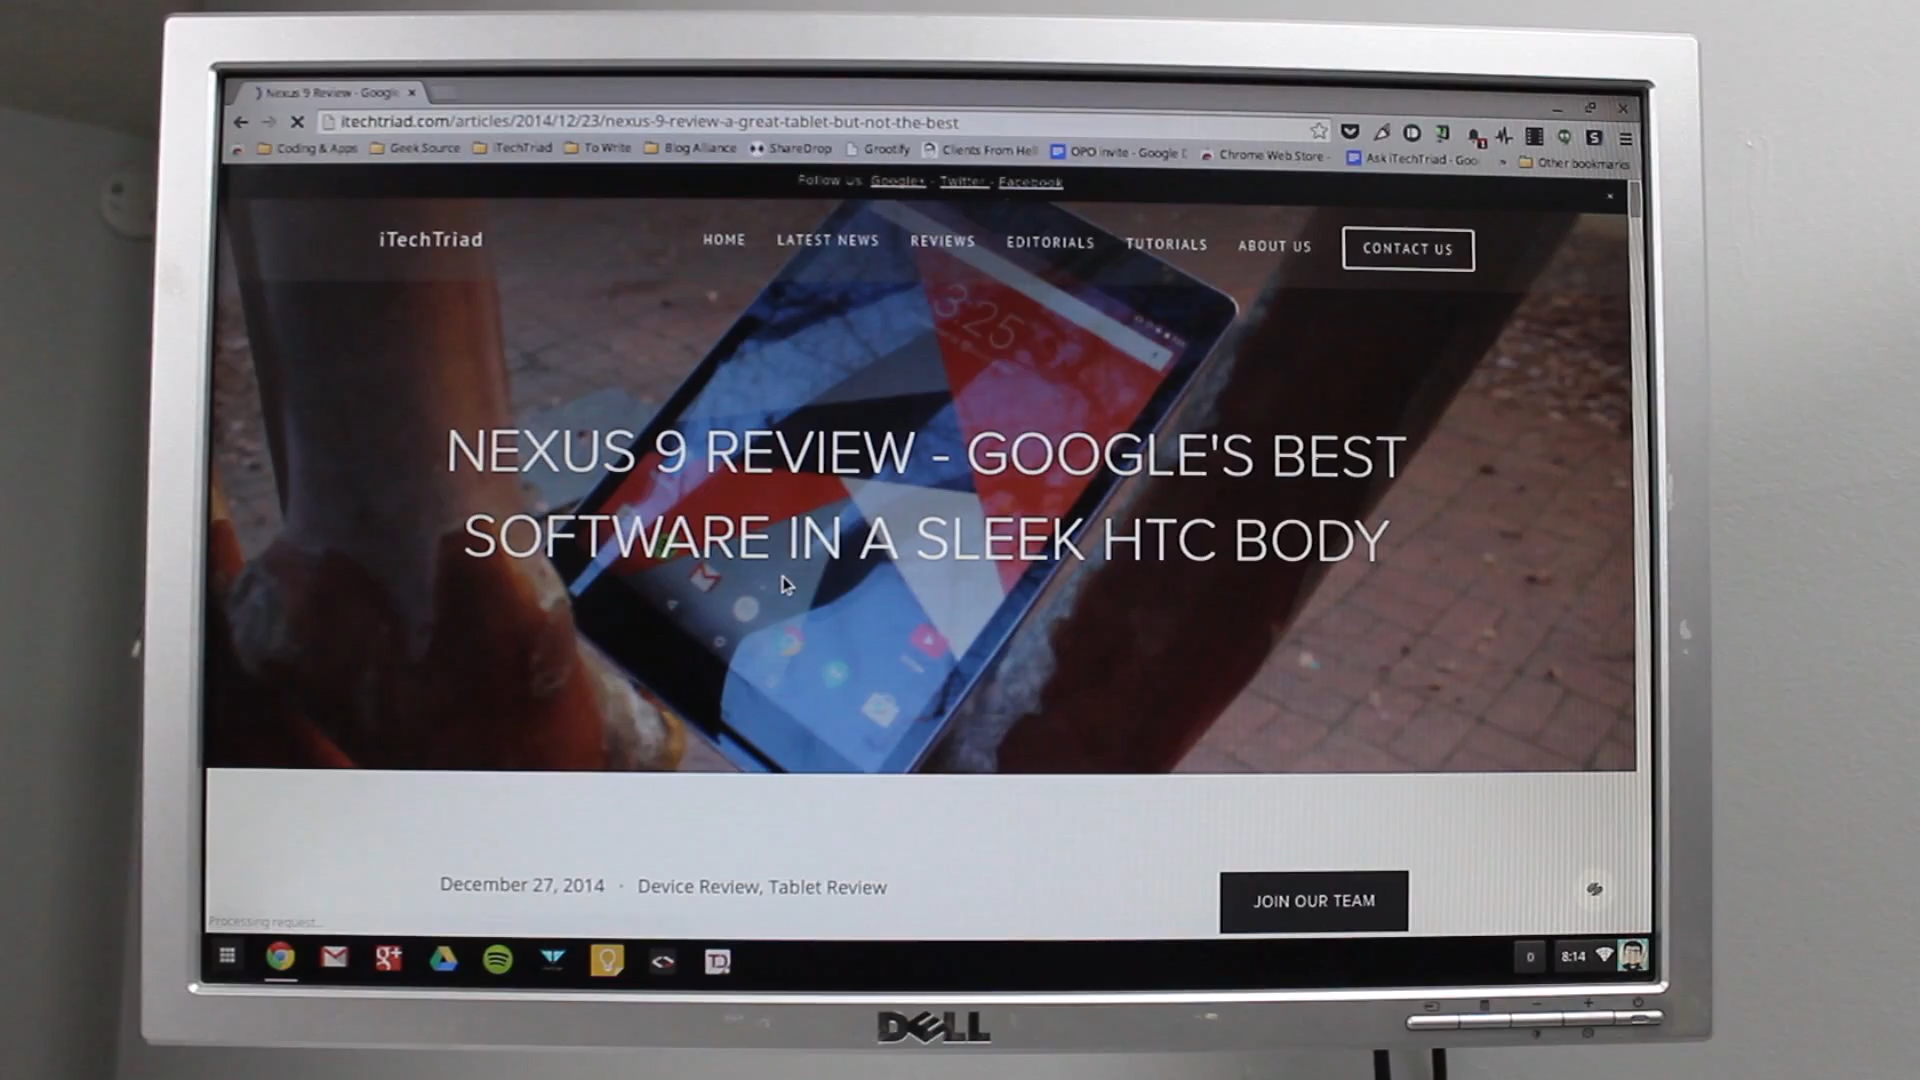 Nexus 9 Review - Google
itechtriad.com/articles/2014/12/23/nexus-9-review-a-great-tablet-but-not-the-best
Coding & Apps Geek Source iTechTriad To Write Blog Alliance ShareDrop Grootify Clients From Hell OPO invite - Google D Chrome Web Store - Ask iTechTriad - Goo » Other bookmarks
Follow Us: Google+ - Twitter - Facebook
iTechTriad HOME LATEST NEWS REVIEWS EDITORIALS TUTORIALS ABOUT US CONTACT US
3:25
NEXUS 9 REVIEW - GOOGLE'S BEST
SOFTWARE IN A SLEEK HTC BODY
December 27, 2014 · Device Review, Tablet Review
JOIN OUR TEAM
Processing request...
0 8:14
DELL